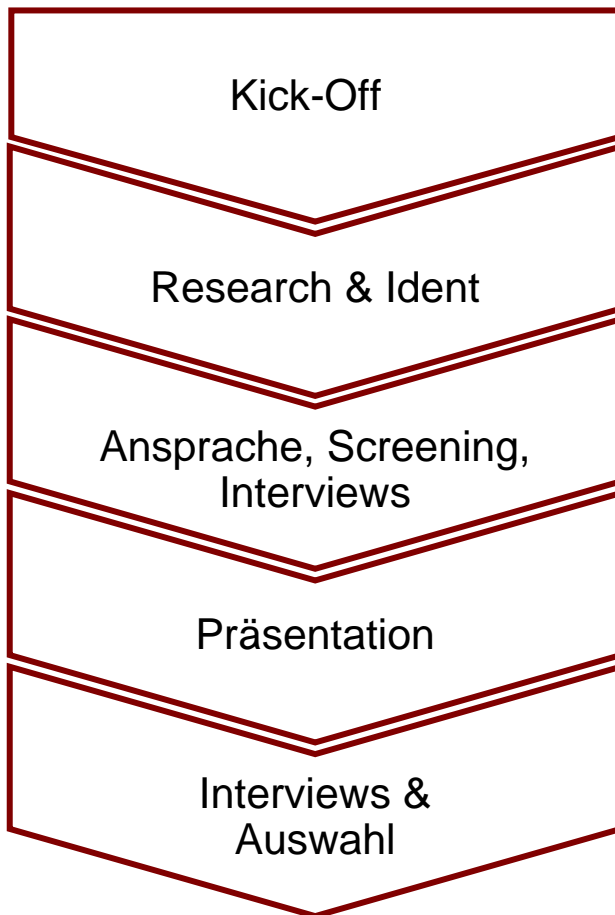 Kick-Off
Research & Ident
Ansprache, Screening,
Interviews
Präsentation
Interviews &
Auswahl